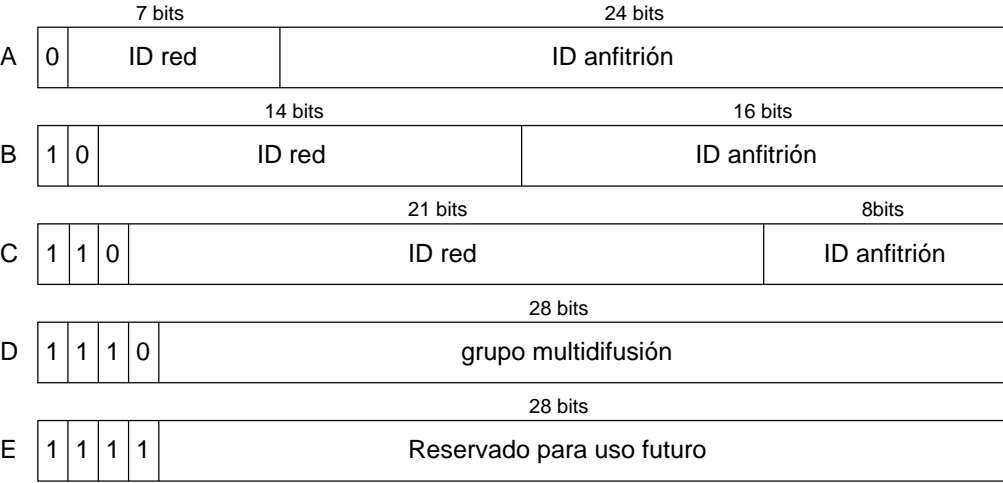 7 bits 24 bits
A 0 ID red ID anfitrión
14 bits 16 bits
B 1 0 ID red ID anfitrión
21 bits 8bits
C 1 1 0 ID red ID anfitrión
28 bits
D 1 1 1 0 grupo multidifusión
28 bits
E 1 1 1 1 Reservado para uso futuro